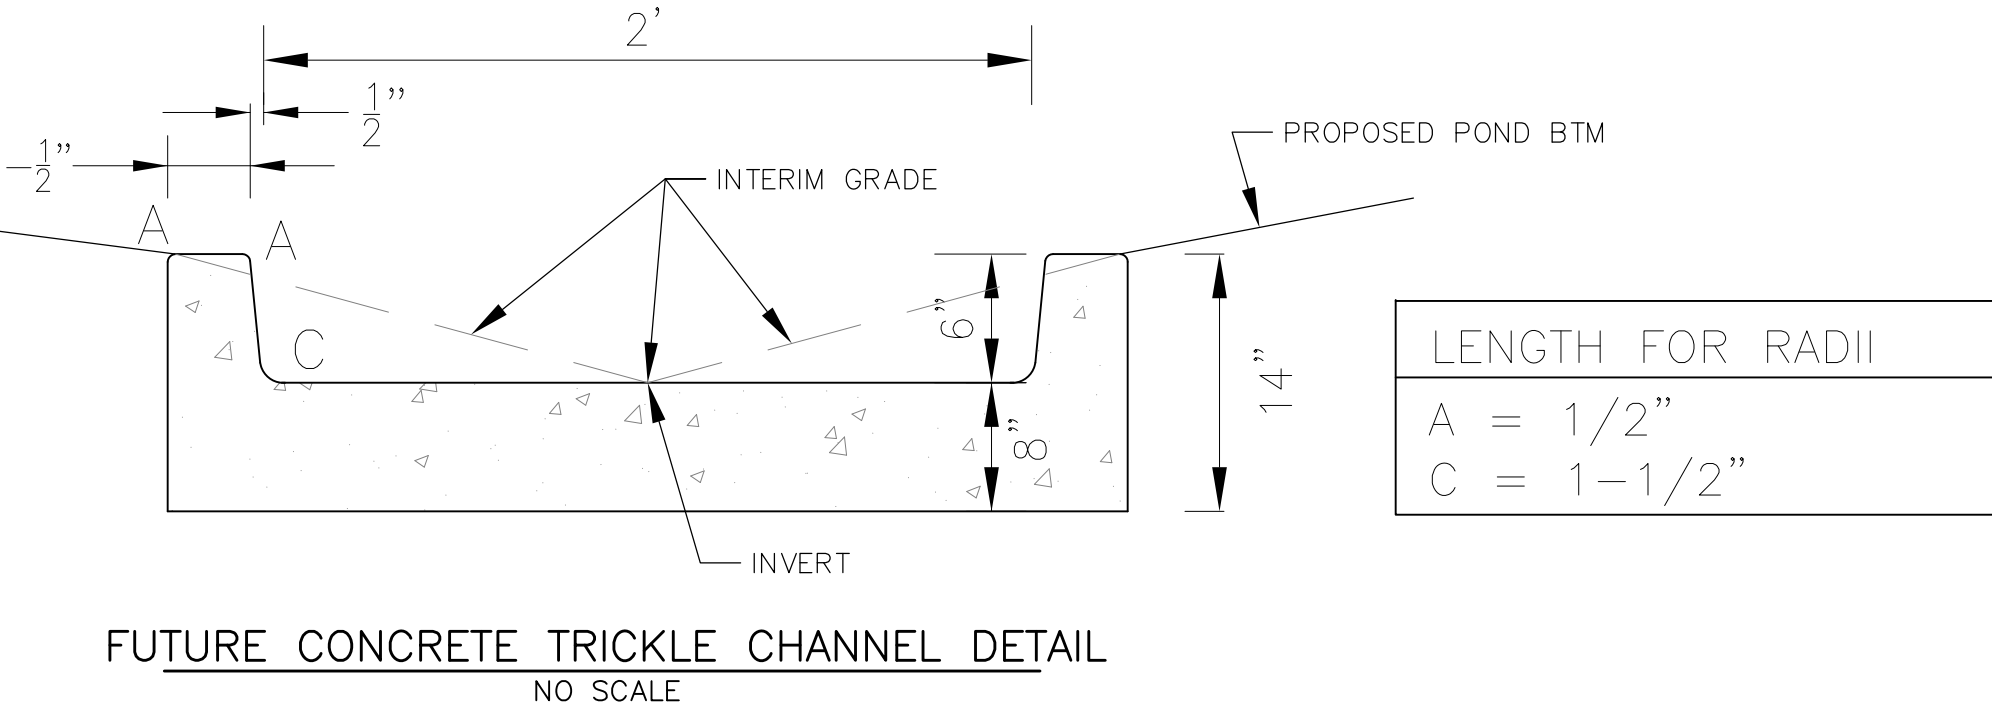 2'
1/2"
-1/2"
PROPOSED POND BTM
INTERIM GRADE
A
A
6"
C
14"
8"
LENGTH FOR RADII
A = 1/2"
C = 1-1/2"
INVERT
FUTURE CONCRETE TRICKLE CHANNEL DETAIL
NO SCALE